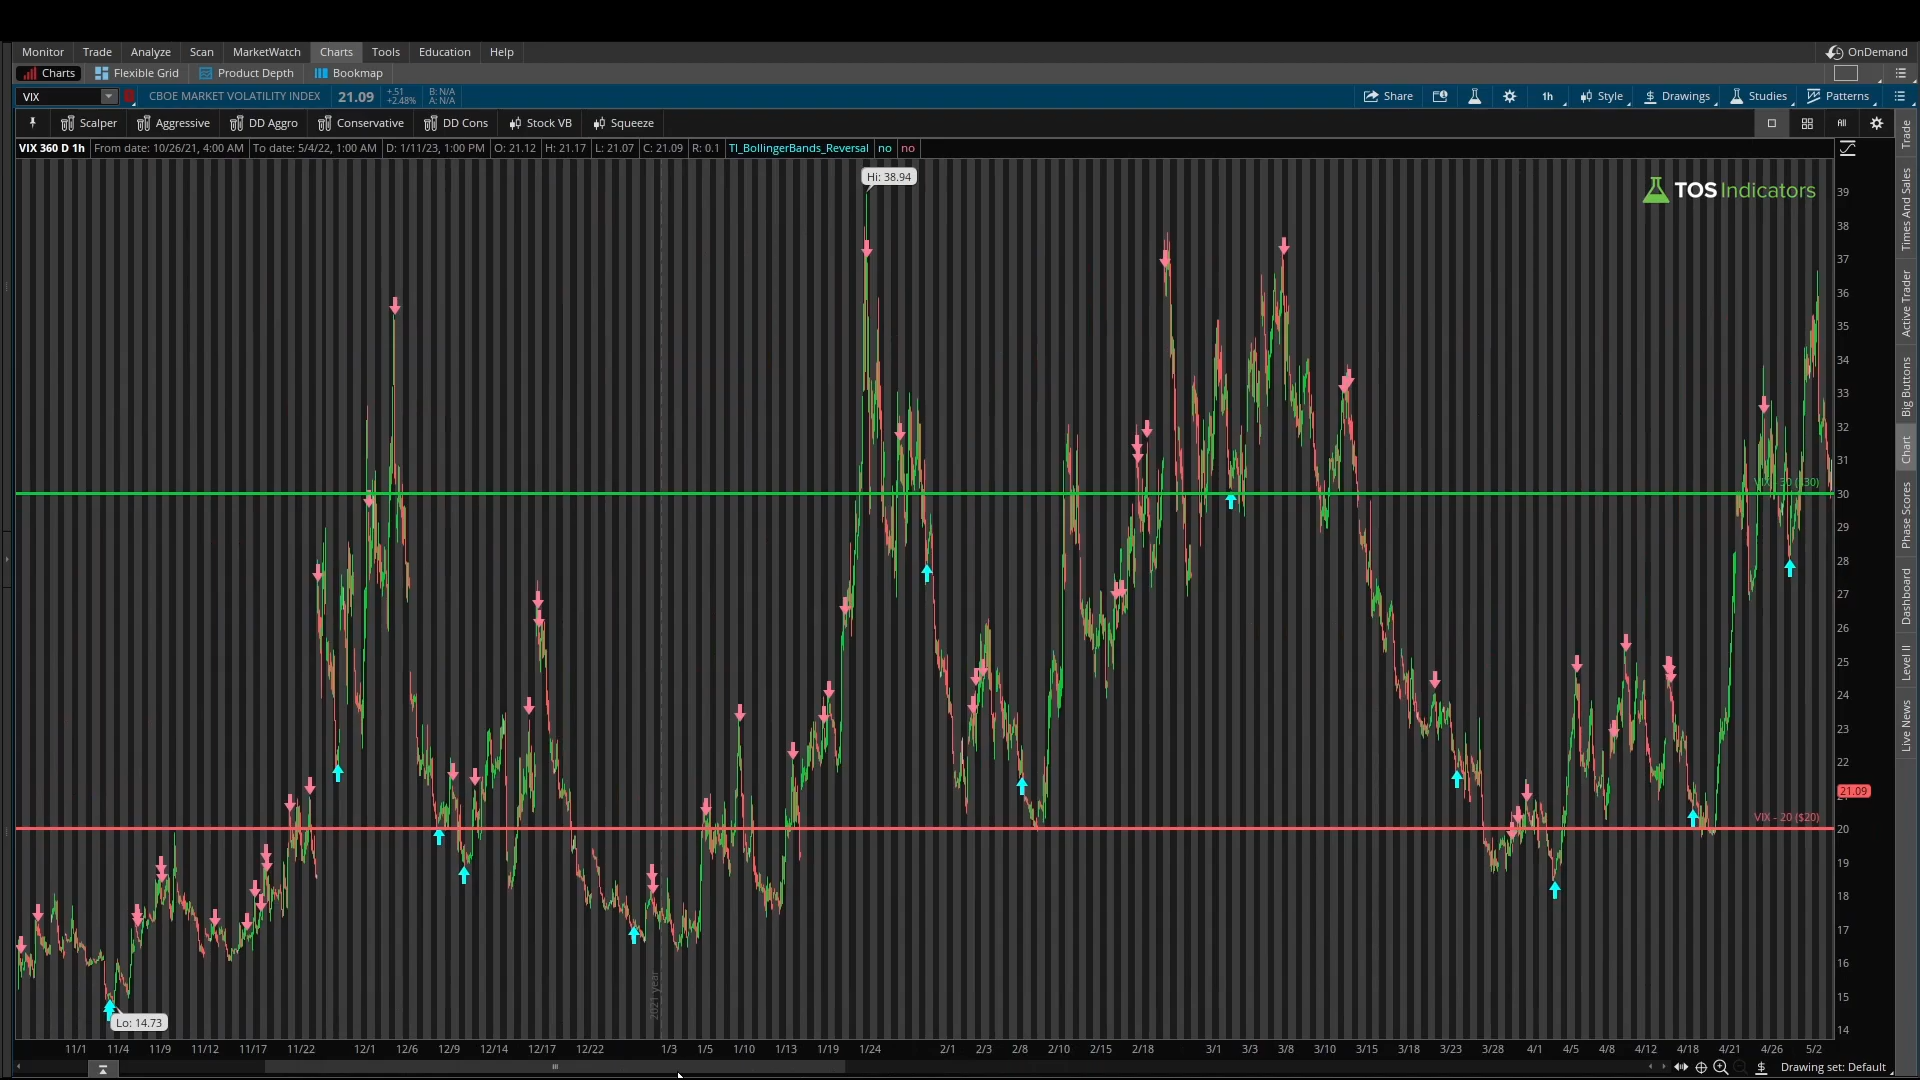 Monitor Trade Analyze Scan MarketWatch Charts Tools Education Help OnDemand
Charts Flexible Grid Product Depth Bookmap
VIX CBOE MARKET VOLATILITY INDEX 21.09 +.51 +2.48% B: N/A A: N/A Share 1h Style $ Drawings Studies Patterns
Scalper Aggressive DD Aggro Conservative DD Cons Stock VB Squeeze All
VIX 360 D 1h From date: 10/26/21, 4:00 AM To date: 5/4/22, 1:00 AM D: 1/11/23, 1:00 PM O: 21.12 H: 21.17 L: 21.07 C: 21.09 R: 0.1 TI_BollingerBands_Reversal no no
Hi: 38.94
TOS Indicators
39
38
37
36
35
34
33
32
31
30
29
28
27
26
25
24
23
22
21.09
VIX - 20 ($20)
20
19
18
17
16
15
14
Lo: 14.73
2021 year
11/1 11/4 11/9 11/12 11/17 11/22 12/1 12/6 12/9 12/14 12/17 12/22 1/3 1/5 1/10 1/13 1/19 1/24 2/1 2/3 2/8 2/10 2/15 2/18 3/1 3/3 3/8 3/10 3/15 3/18 3/23 3/28 4/1 4/5 4/8 4/12 4/18 4/21 4/26 5/2
$ Drawing set: Default
Trade
Times And Sales
Active Trader
Big Buttons
Chart
Phase Scores
Dashboard
Level II
Live News